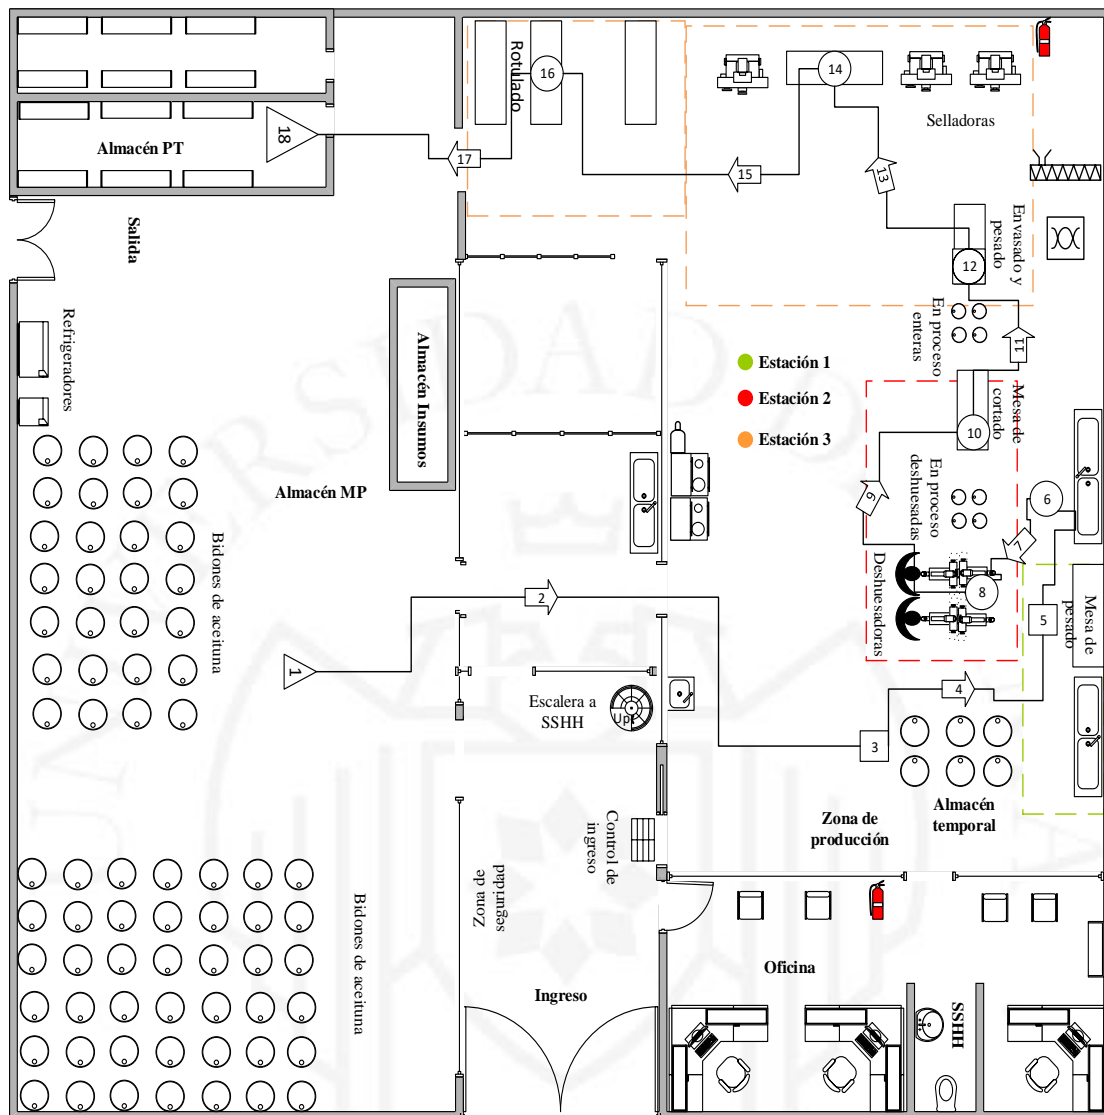 Almacén PT
18
17
Rotulado
16
15
14
13
Selladoras
Envasado y
pesado
12
En proceso
enteras
11
Salida
Refrigeradores
Almacén Insumos
Almacén MP
Bidones de aceituna
Estación 1
Estación 2
Estación 3
Mesa de
cortado
10
9
En proceso
deshuesadas
Deshuesadoras
8
7
6
5
Mesa de
pesado
4
3
2
1
Escalera a
SSHH
Up
Almacén
temporal
Zona de
producción
Control de
ingreso
Zona de
seguridad
Bidones de aceituna
Ingreso
Oficina
SSHH
UNIVERSIDAD D
A